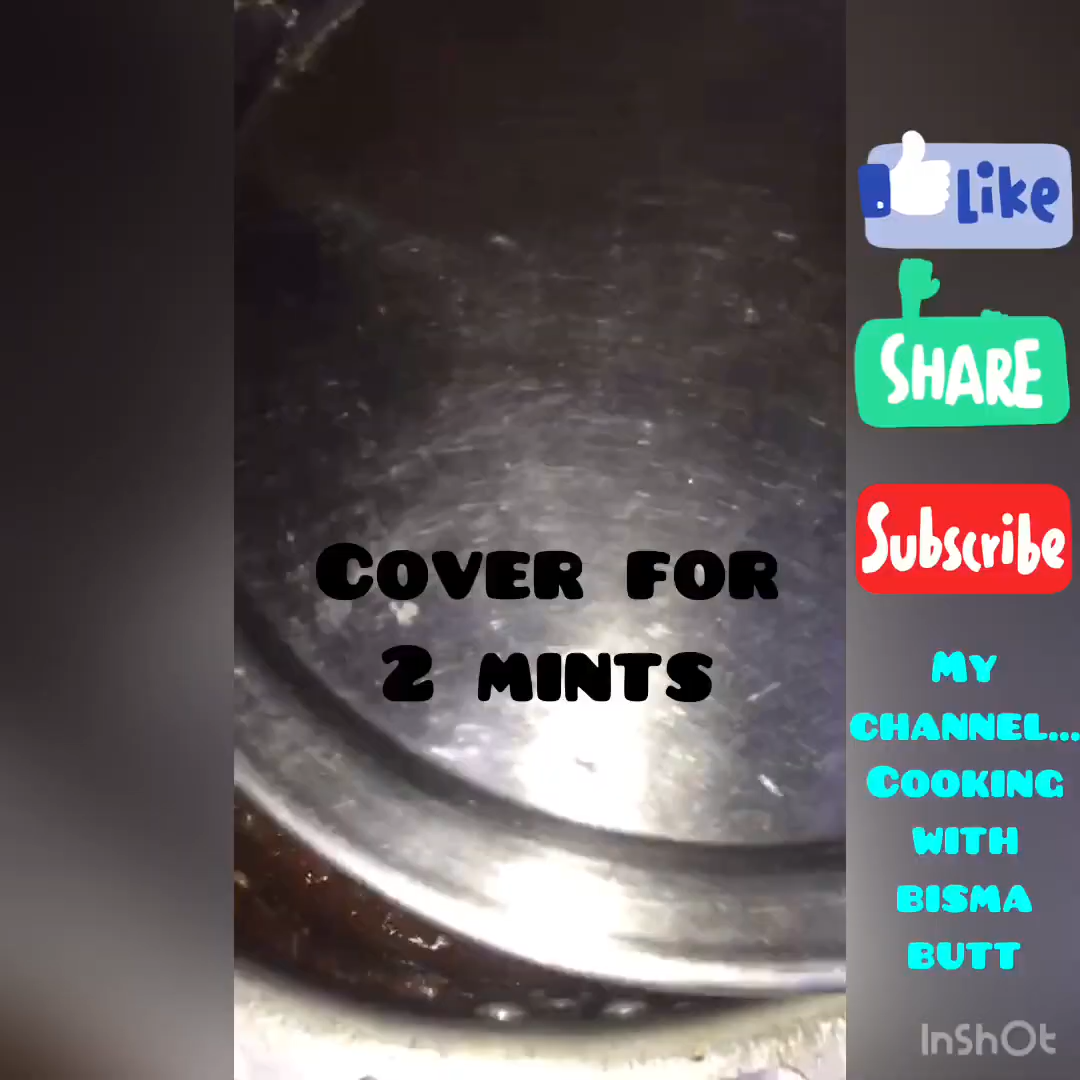 Like
SHARE
Subscribe
COVER FOR
2 MINTS
MY
CHANNEL...
COOKING
WITH
BISMA
BUTT
InShOt